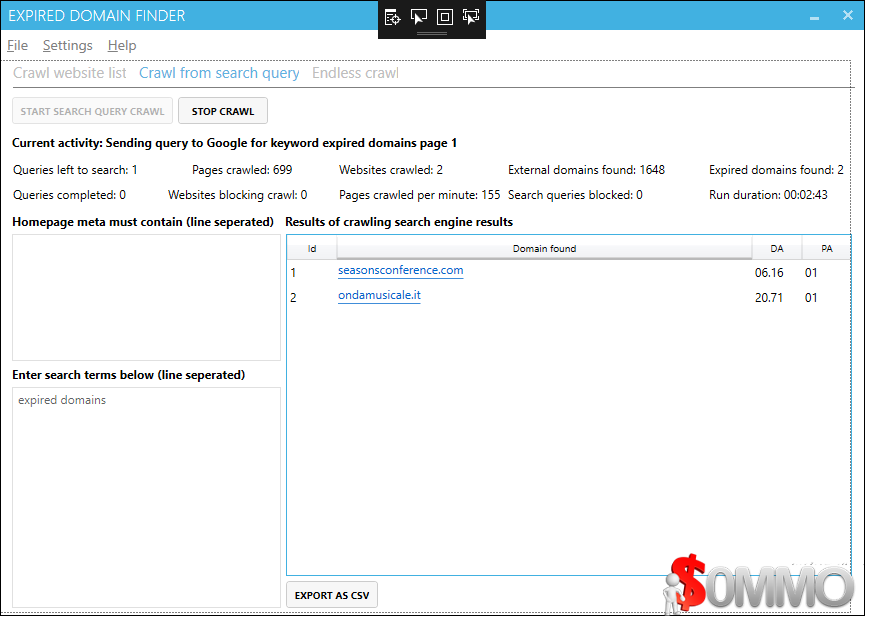 EXPIRED DOMAIN FINDER
File Settings Help
Crawl website list Crawl from search query Endless crawl
START SEARCH QUERY CRAWL STOP CRAWL
Current activity: Sending query to Google for keyword expired domains page 1
Queries left to search: 1 Pages crawled: 699 Websites crawled: 2 External domains found: 1648 Expired domains found: 2
Queries completed: 0 Websites blocking crawl: 0 Pages crawled per minute: 155 Search queries blocked: 0 Run duration: 00:02:43
Homepage meta must contain (line seperated) Results of crawling search engine results
Id Domain found DA PA
1 seasonsconference.com 06.16 01
2 ondamusicale.it 20.71 01
Enter search terms below (line seperated)
expired domains
EXPORT AS CSV
$0MMO